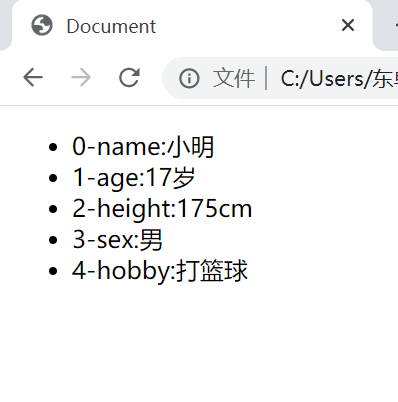 Document
文件 C:/Users/东
0-name:小明
1-age:17岁
2-height:175cm
3-sex:男
4-hobby:打篮球